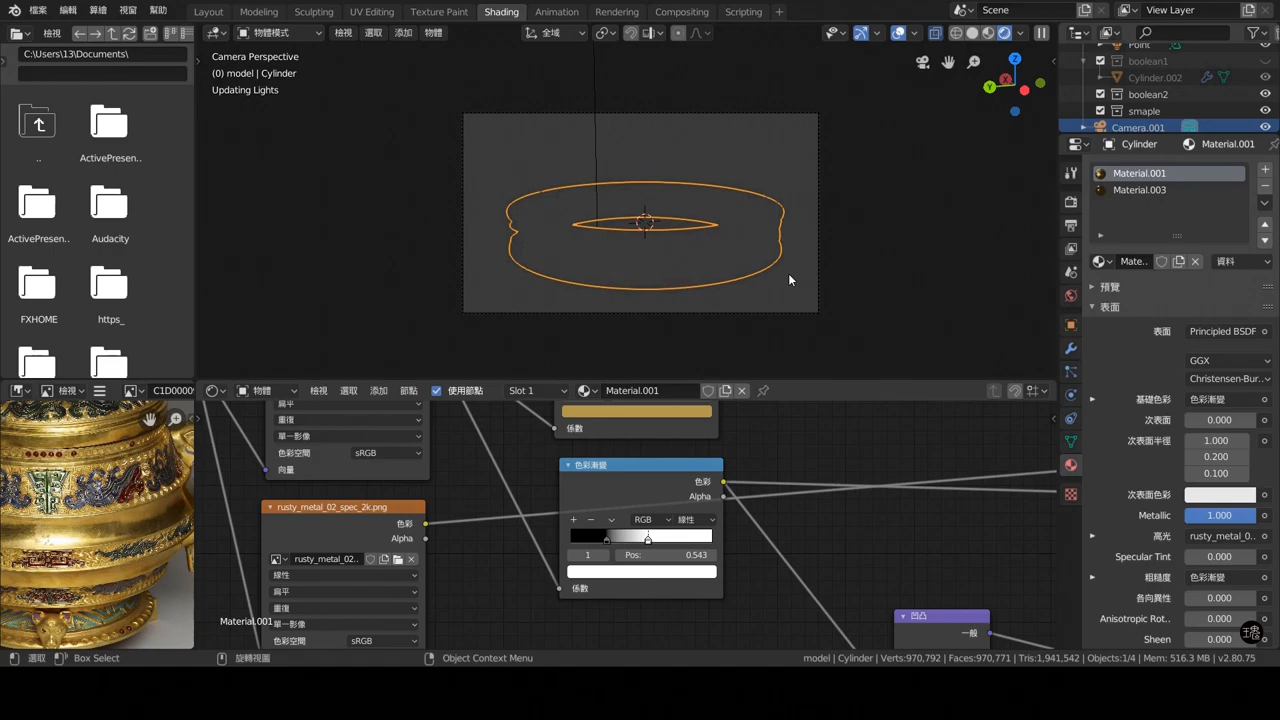 檔案 編輯 算繪 視窗 幫助 Layout Modeling Sculpting UV Editing Texture Paint Shading Animation Rendering Compositing Scripting + Scene View Layer
檢視 物體模式 檢視 選取 添加 物體 全域
C:\Users\13\Documents\
Camera Perspective
(0) model | Cylinder
Updating Lights
Z
X
Y
Point
boolean1
Cylinder.002
boolean2
smaple
Camera.001
..
ActivePresen..
ActivePresen..
Audacity
FXHOME
https_
Cylinder Material.001
Material.001
Material.003
Mate.. 資料
預覽
表面
表面 Principled BSDF
GGX
Christensen-Bur..
基礎色彩 色彩漸變
次表面 0.000
次表面半徑 1.000
0.200
0.100
次表面色彩
Metallic 1.000
高光 rusty_metal_0..
Specular Tint 0.000
粗糙度 色彩漸變
各向異性 0.000
Anisotropic Rot.. 0.000
Sheen 0.000
檢視 C1D0000
物體 檢視 選取 添加 節點 使用節點 Slot 1 Material.001
扁平
重復
單一影像
色彩空間 sRGB
向量
係數
色彩漸變
色彩
Alpha
RGB 線性
1 Pos: 0.543
係數
rusty_metal_02_spec_2k.png
色彩
Alpha
rusty_metal_02..
線性
扁平
重復
單一影像
色彩空間 sRGB
凹凸
一般
Material.001
選取 Box Select 旋轉視圖 Object Context Menu model | Cylinder | Verts:970,792 | Faces:970,771 | Tris:1,941,542 | Objects:1/4 | Mem: 516.3 MB | v2.80.75